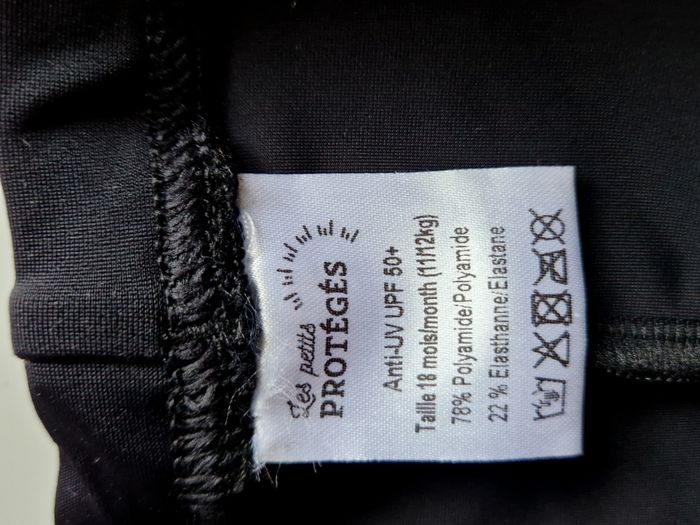 Les petits
PROTÉGÉS
Anti-UV UPF 50+
Taille 18 mois/month (11/12kg)
78% Polyamide/Polyamide
22 % Elasthanne/Elastane